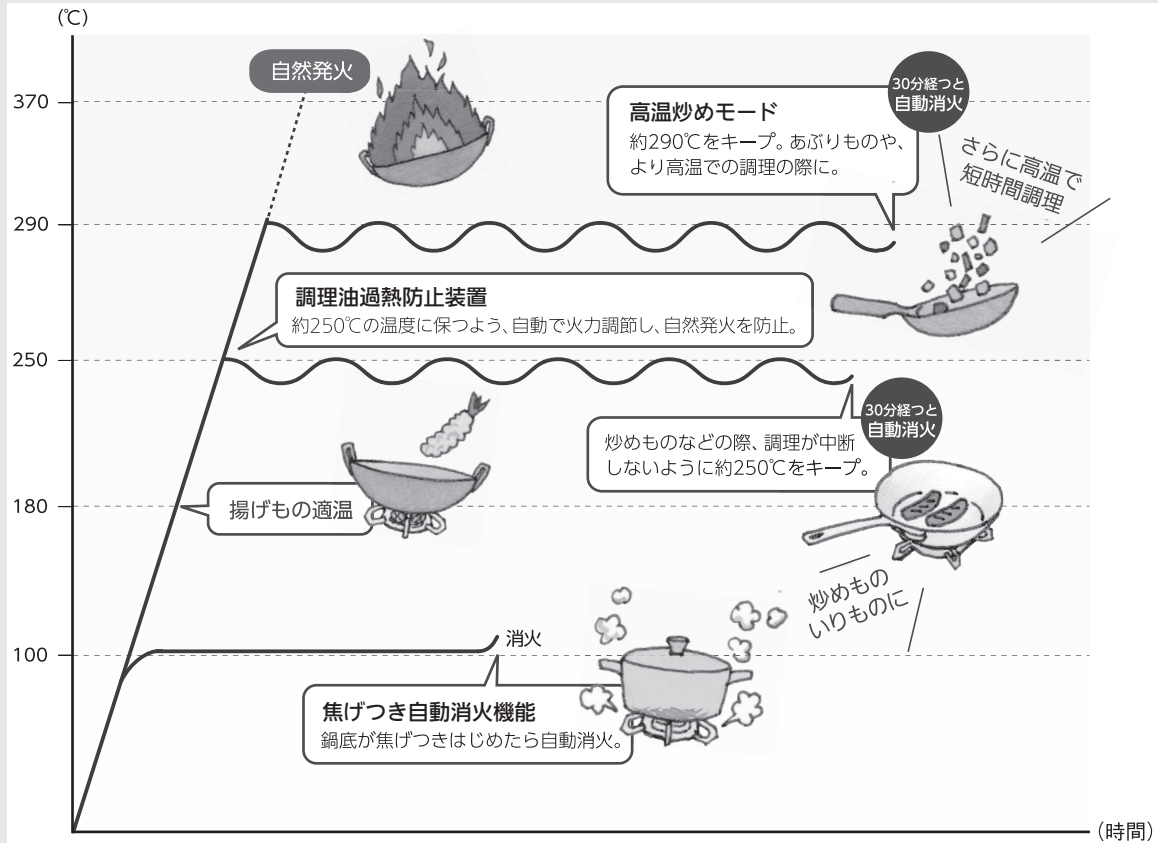 (℃)
自然発火
370
高温炒めモード
約290℃をキープ。あぶりものや、
より高温での調理の際に。
30分経つと
自動消火
さらに高温で
短時間調理
290
調理油過熱防止装置
約250℃の温度に保つよう、自動で火力調節し、自然発火を防止。
250
30分経つと
自動消火
炒めものなどの際、調理が中断
しないように約250℃をキープ。
180
揚げもの適温
炒めもの
いりものに
消火
100
焦げつき自動消火機能
鍋底が焦げつきはじめたら自動消火。
(時間)